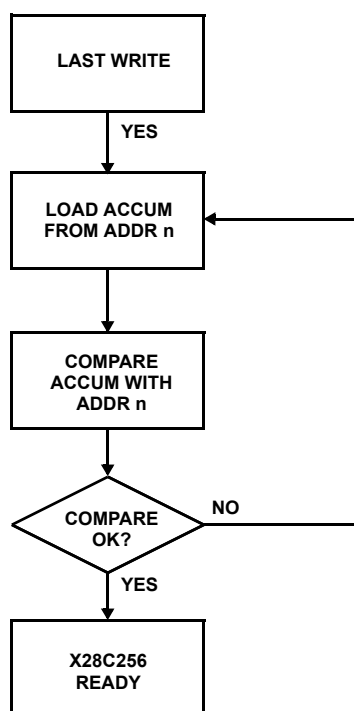 LAST WRITE
YES
LOAD ACCUM
FROM ADDR n
COMPARE
ACCUM WITH
ADDR n
COMPARE
OK?
NO
YES
X28C256
READY